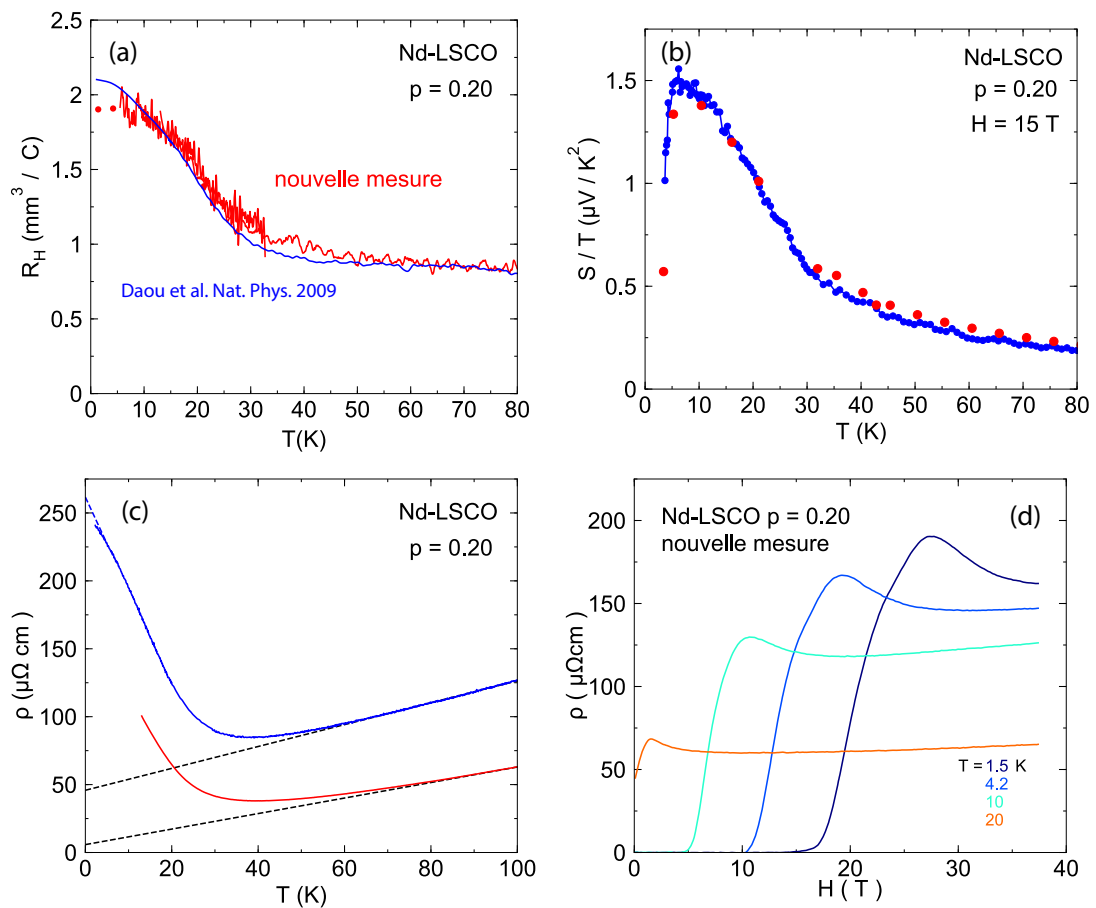 (a)
Nd-LSCO
p = 0.20
nouvelle mesure
Daou et al. Nat. Phys. 2009
R_H (mm³ / C)
2.5
2
1.5
1
0.5
0
0 10 20 30 40 50 60 70 80
T(K)
(b)
Nd-LSCO
p = 0.20
H = 15 T
S / T (µV / K²)
1.5
1.0
0.5
0
0 10 20 30 40 50 60 70 80
T (K)
(c)
Nd-LSCO
p = 0.20
ρ (µΩ cm)
250
200
150
100
50
0
0 20 40 60 80 100
T (K)
(d)
Nd-LSCO p = 0.20
nouvelle mesure
ρ ( µΩcm)
200
150
100
50
0
T = 1.5 K
4.2
10
20
0 10 20 30 40
H ( T )